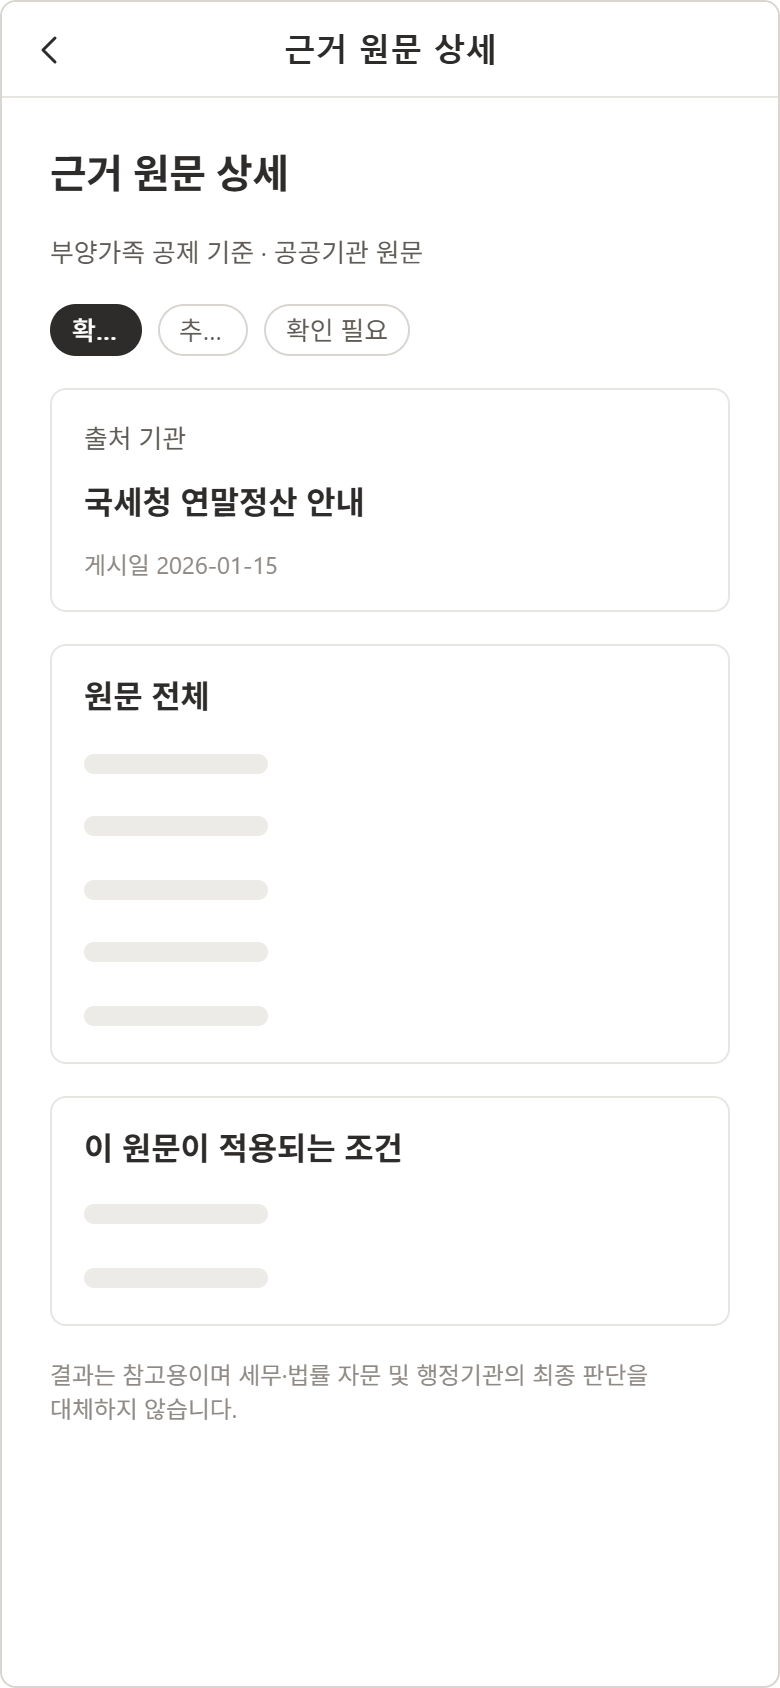 근거 원문 상세
근거 원문 상세
부양가족 공제 기준 · 공공기관 원문
확...
추...
확인 필요
출처 기관
국세청 연말정산 안내
게시일 2026-01-15
원문 전체
이 원문이 적용되는 조건
결과는 참고용이며 세무·법률 자문 및 행정기관의 최종 판단을
대체하지 않습니다.